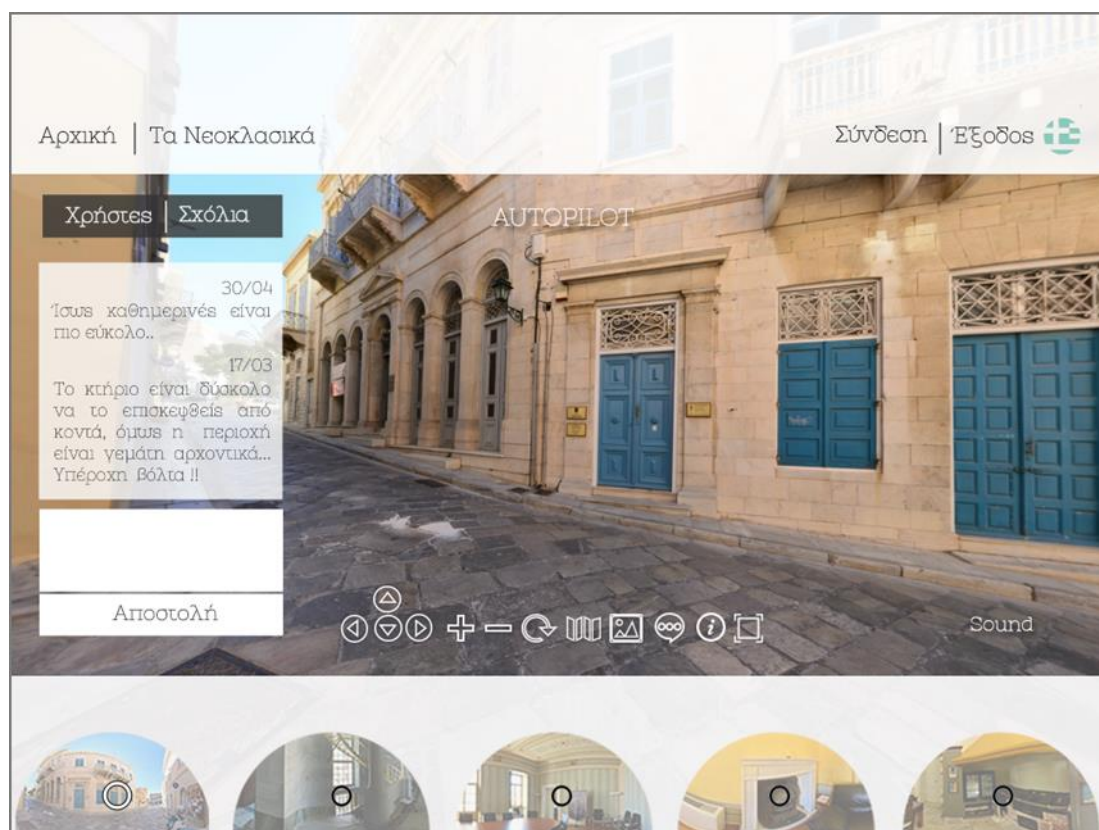 Αρχική | Τα Νεοκλασικά
Σύνδεση | Έξοδος
Χρήστες | Σχόλια
AUTOPILOT
30/04
Ίσως καθημερινές είναι
πιο εύκολο..
17/03
Το κτήριο είναι δύσκολο
να το επισκεφθείς από
κοντά, όμως η περιοχή
είναι γεμάτη αρχοντικά...
Υπέροχη βόλτα !!
Αποστολή
Sound